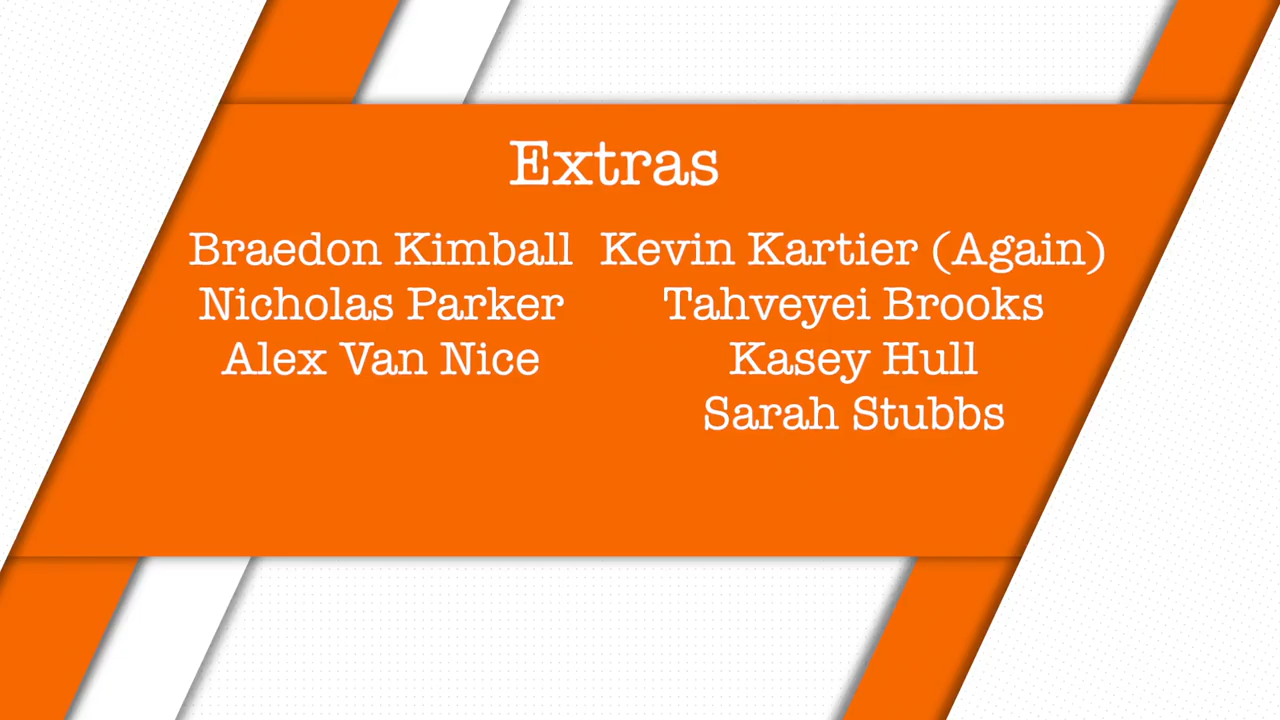 Extras
Braedon Kimball
Nicholas Parker
Alex Van Nice
Kevin Kartier (Again)
Tahveyei Brooks
Kasey Hull
Sarah Stubbs